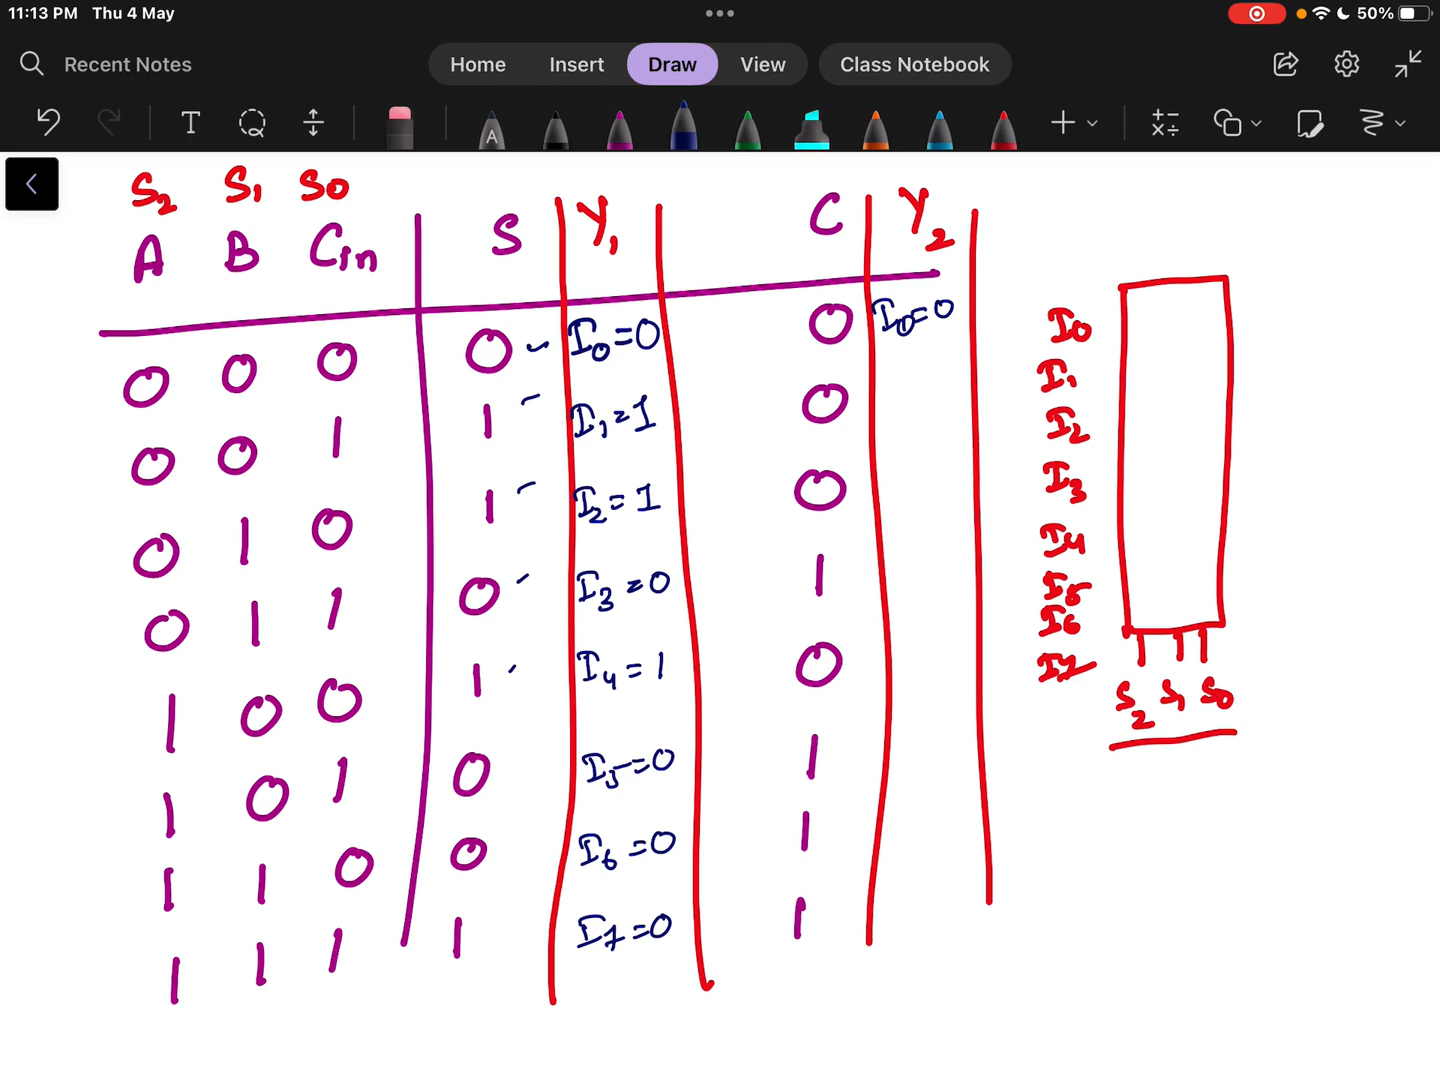 11:13 PM Thu 4 May 50%
Recent Notes Home Insert Draw View Class Notebook
S2 S1 S0
A B Cin S Y1 C Y2
0 0 0 0 I0=0 0 I0=0
0 0 1 1 I1=1 0
0 1 0 1 I2=1 0
0 1 1 0 I3=0 1
1 0 0 1 I4=1 0
1 0 1 0 I5=0 1
1 1 0 0 I6=0 1
1 1 1 1 I7=0 1
I0
I1
I2
I3
I4
I5
I6
I7
S2 S1 S0